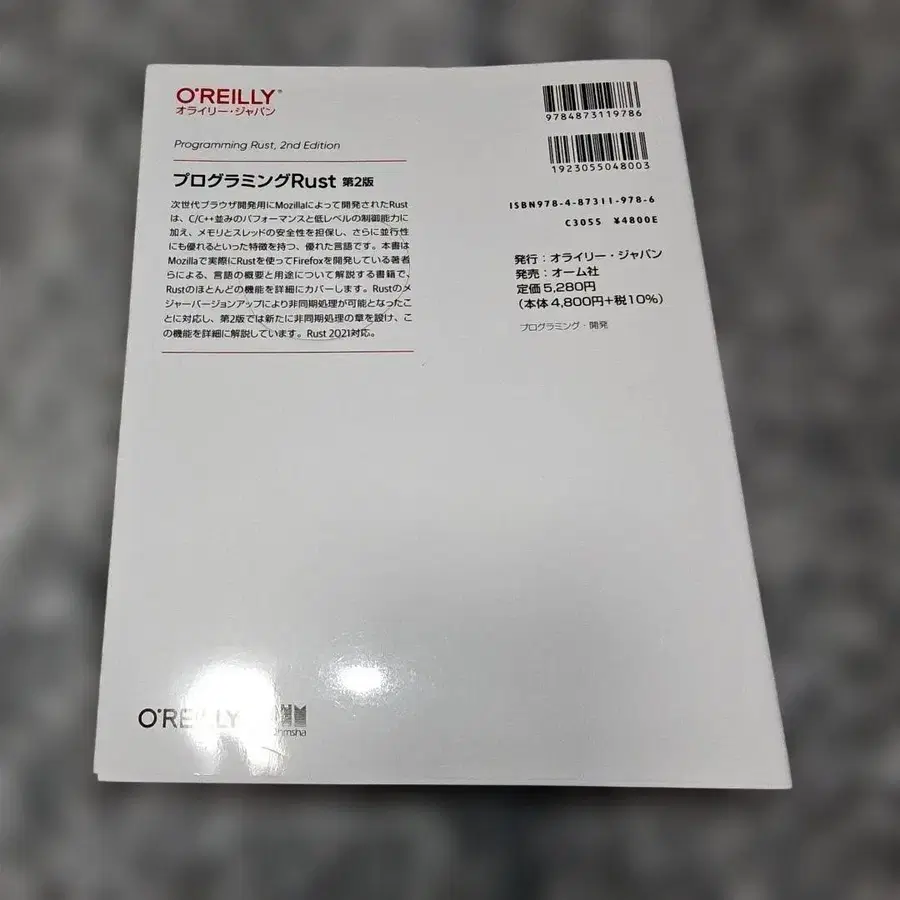 O'REILLY®
オライリー・ジャパン
Programming Rust, 2nd Edition
プログラミングRust 第2版
次世代ブラウザ開発用にMozillaによって開発されたRust
は、C/C++並みのパフォーマンスと低レベルの制御能力に
加え、メモリとスレッドの安全性を担保し、さらに並行性
にも優れるといった特徴を持つ、優れた言語です。本書は
Mozillaで実際にRustを使ってFirefoxを開発している著者
らによる、言語の概要と用途について解説する書籍で、
Rustのほとんどの機能を詳細にカバーします。Rustのメ
ジャーバージョンアップにより非同期処理が可能となったこ
とに対応し、第2版では新たに非同期処理の章を設け、こ
の機能を詳細に解説しています。Rust 2021対応。
9784873119786
1923055048003
ISBN978-4-87311-978-6
C3055 ¥4800E
発行：オライリー・ジャパン
発売：オーム社
定価5,280円
（本体4,800円+税10%）
プログラミング・開発
O'REILLY